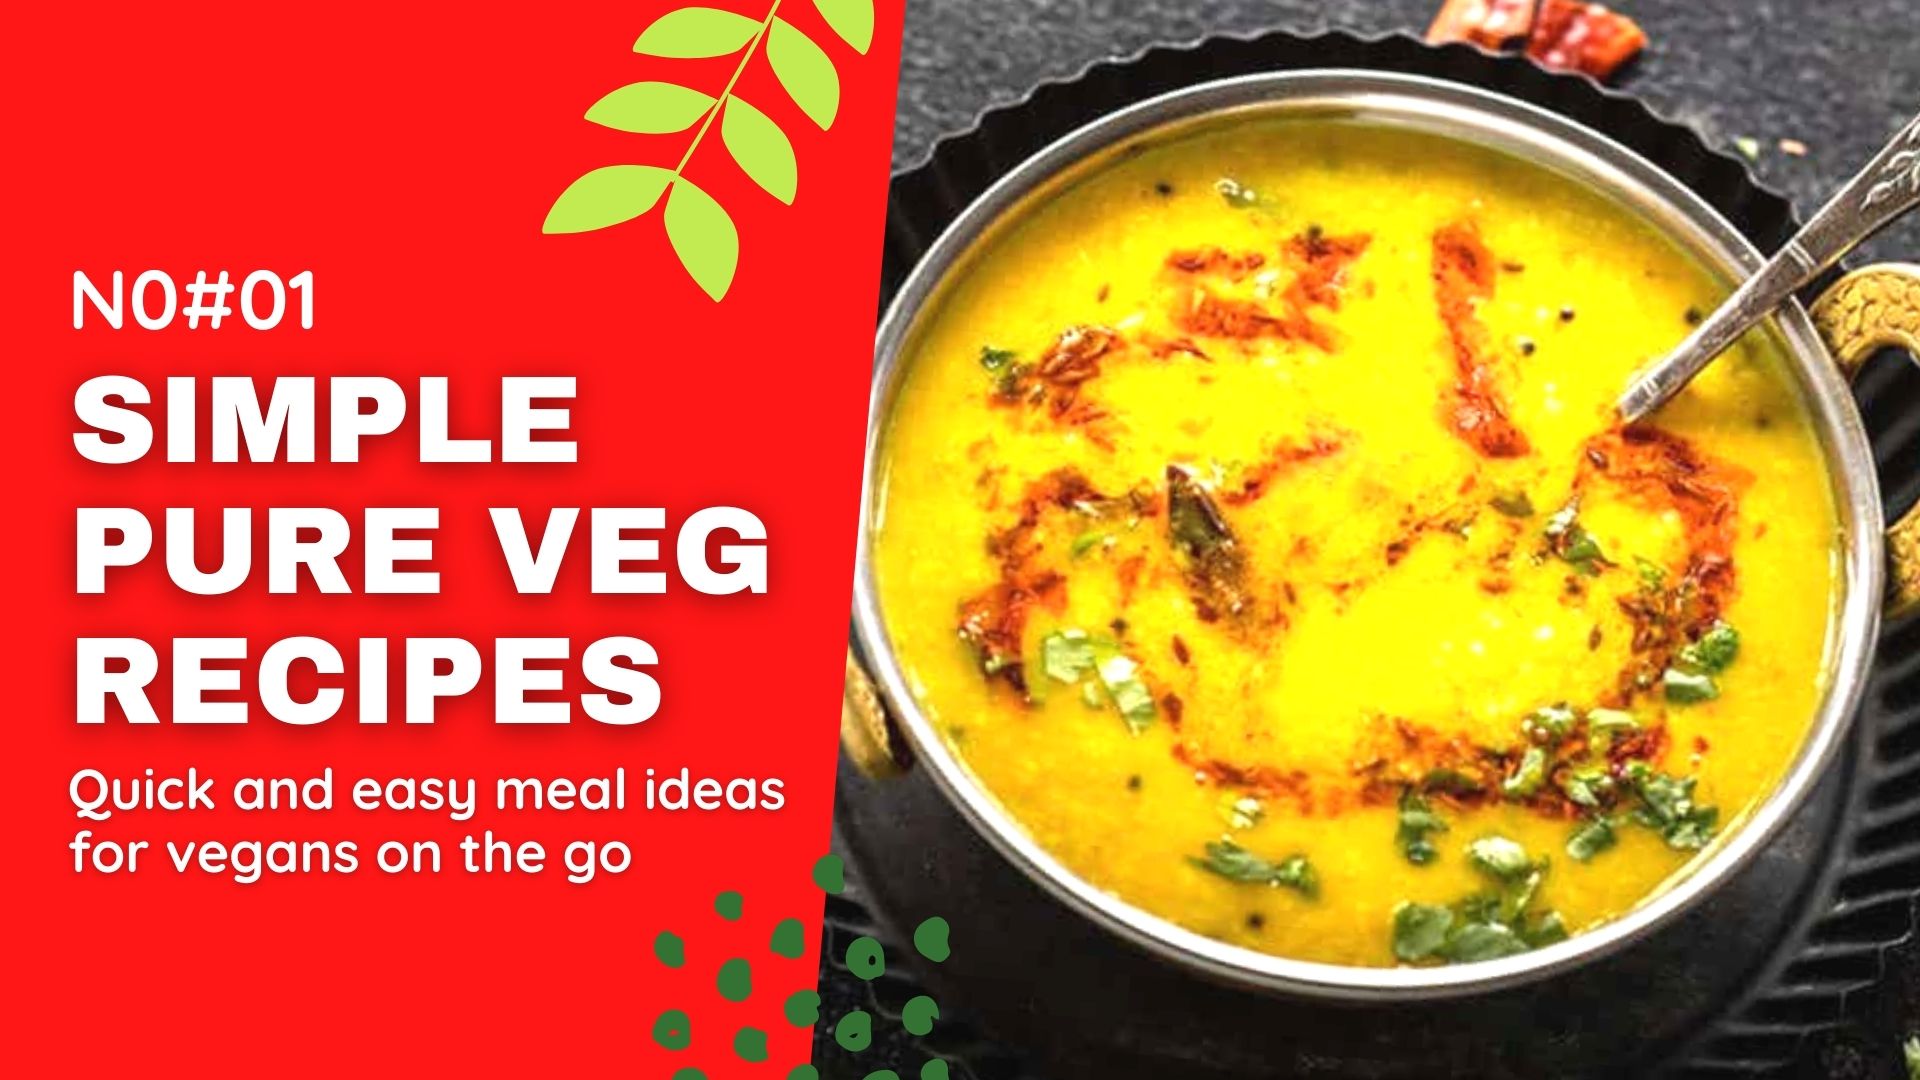 N0#01
SIMPLE
PURE VEG
RECIPES
Quick and easy meal ideas
for vegans on the go